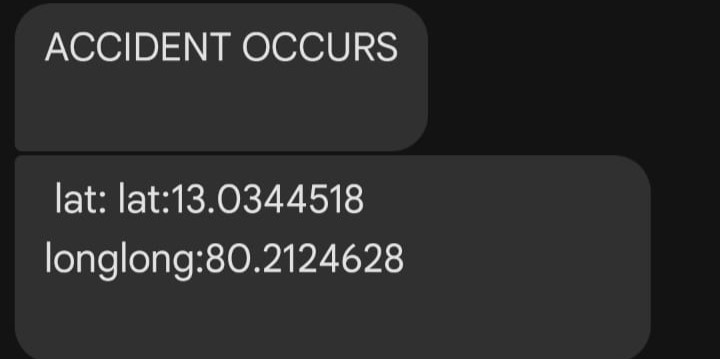 ACCIDENT OCCURS
lat: lat:13.0344518
longlong:80.2124628